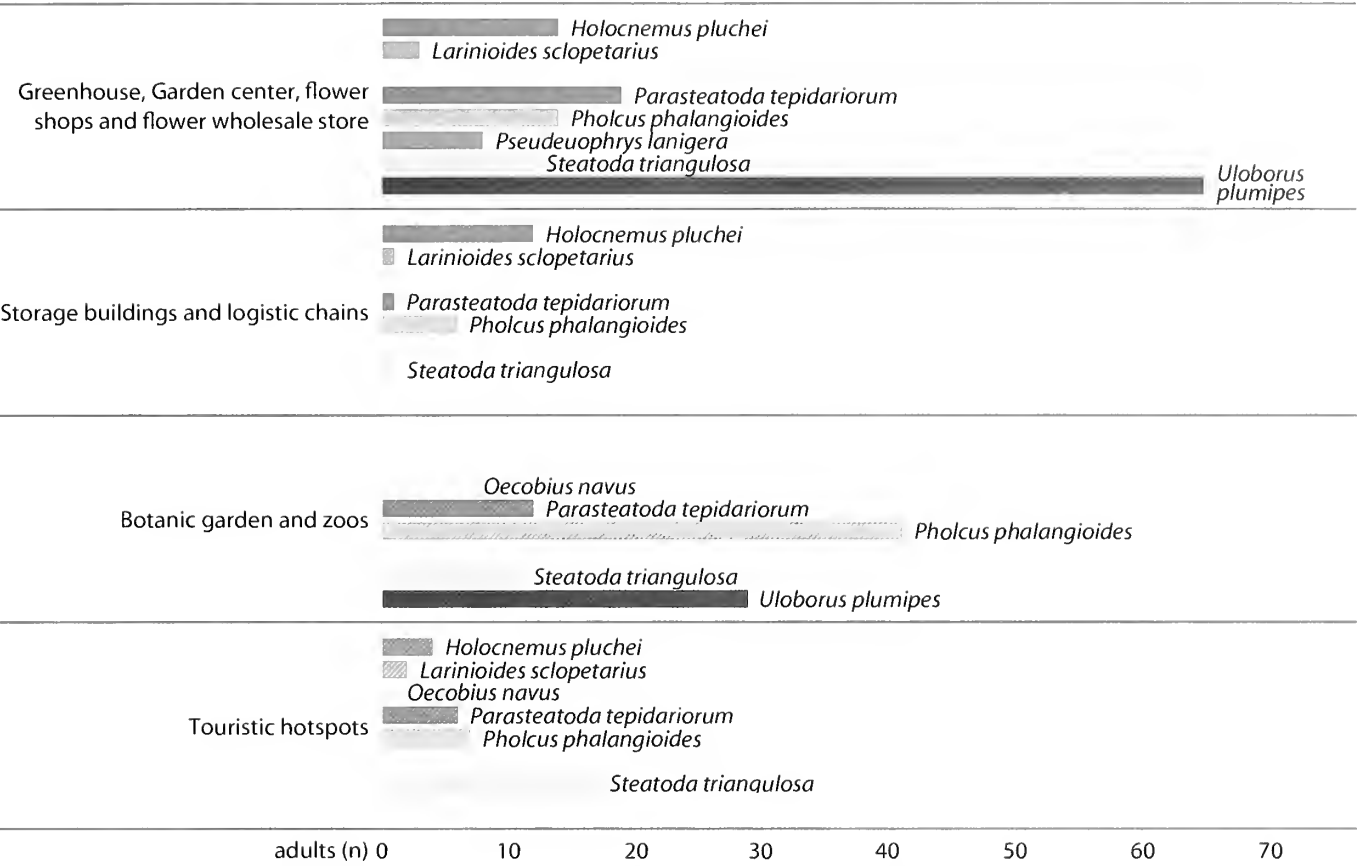 Holocnemus pluchei
Larinioides sclopetarius
Greenhouse, Garden center, flower
shops and flower wholesale store
Parasteatoda tepidariorum
Pholcus phalangioides
Pseudeuophrys lanigera
Steatoda triangulosa
Uloborus
plumipes
Holocnemus pluchei
Larinioides sclopetarius
Storage buildings and logistic chains
Parasteatoda tepidariorum
Pholcus phalangioides
Steatoda triangulosa
Oecobius navus
Botanic garden and zoos
Parasteatoda tepidariorum
Pholcus phalangioides
Steatoda triangulosa
Uloborus plumipes
Holocnemus pluchei
Larinioides sclopetarius
Oecobius navus
Touristic hotspots
Parasteatoda tepidariorum
Pholcus phalangioides
Steatoda triangulosa
adults (n) 0 10 20 30 40 50 60 70